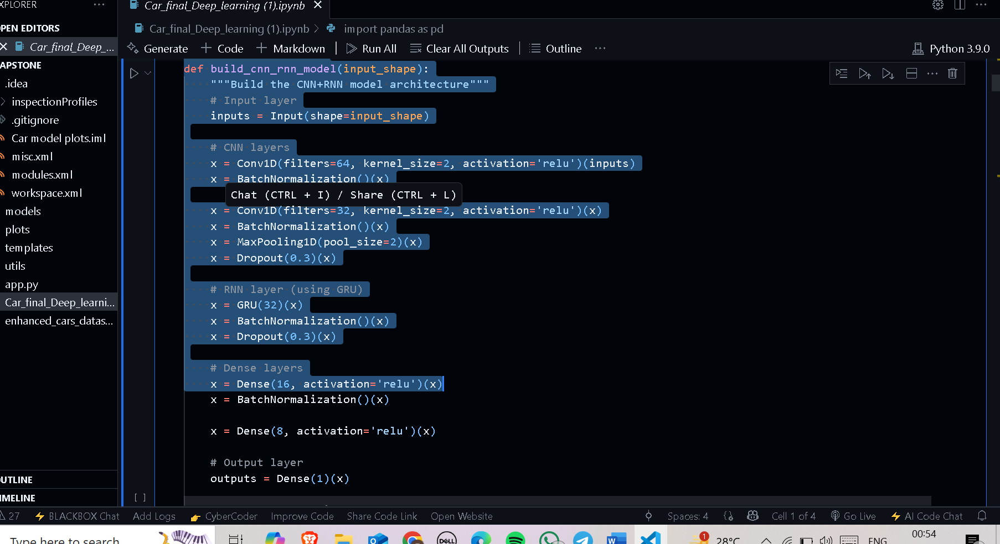 XPLORER ···
Car_final_Deep_learning (1).ipynb ×
PEN EDITORS
Car_final_Deep_learning (1).ipynb > import pandas as pd
× Car_final_Deep_...
Generate + Code + Markdown | Run All Clear All Outputs | Outline ··· Python 3.9.0
APSTONE
.idea
> inspectionProfiles
.gitignore
Car model plots.iml
misc.xml
modules.xml
workspace.xml
models
plots
templates
utils
app.py
Car_final_Deep_learni...
enhanced_cars_datas...
UTLINE
IMELINE
def build_cnn_rnn_model(input_shape):
"""Build the CNN+RNN model architecture"""
# Input layer
inputs = Input(shape=input_shape)
# CNN layers
x = Conv1D(filters=64, kernel_size=2, activation='relu')(inputs)
x = BatchNormalization()(x)
Chat (CTRL + I) / Share (CTRL + L)
x = Conv1D(filters=32, kernel_size=2, activation='relu')(x)
x = BatchNormalization()(x)
x = MaxPooling1D(pool_size=2)(x)
x = Dropout(0.3)(x)
# RNN layer (using GRU)
x = GRU(32)(x)
x = BatchNormalization()(x)
x = Dropout(0.3)(x)
# Dense layers
x = Dense(16, activation='relu')(x)
x = BatchNormalization()(x)
x = Dense(8, activation='relu')(x)
# Output layer
outputs = Dense(1)(x)
[ ]
27 BLACKBOX Chat Add Logs CyberCoder Improve Code Share Code Link Open Website Spaces: 4 Cell 1 of 4 Go Live AI Code Chat
Type here to search DELL W 1 28°C ENG 00:54